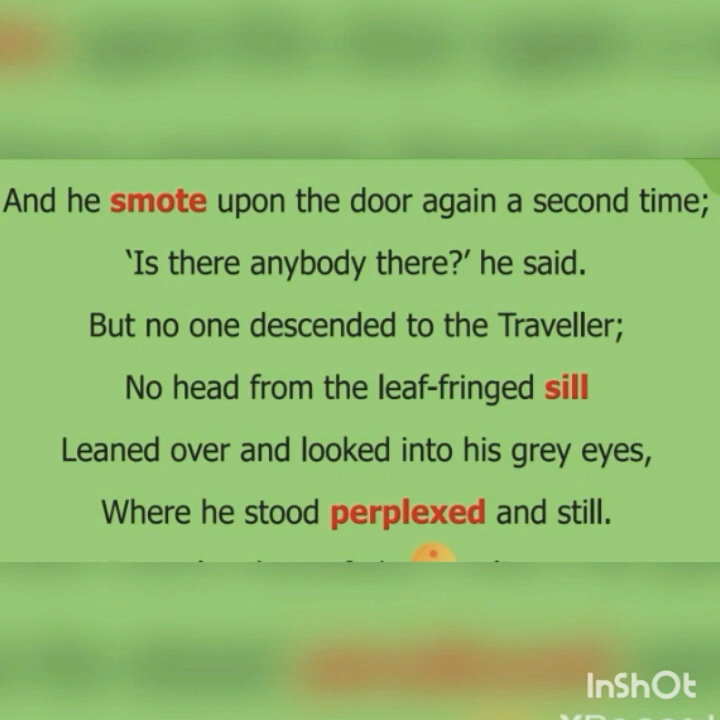 And he smote upon the door again a second time;
‘Is there anybody there?’ he said.
But no one descended to the Traveller;
No head from the leaf-fringed sill
Leaned over and looked into his grey eyes,
Where he stood perplexed and still.
InShOt